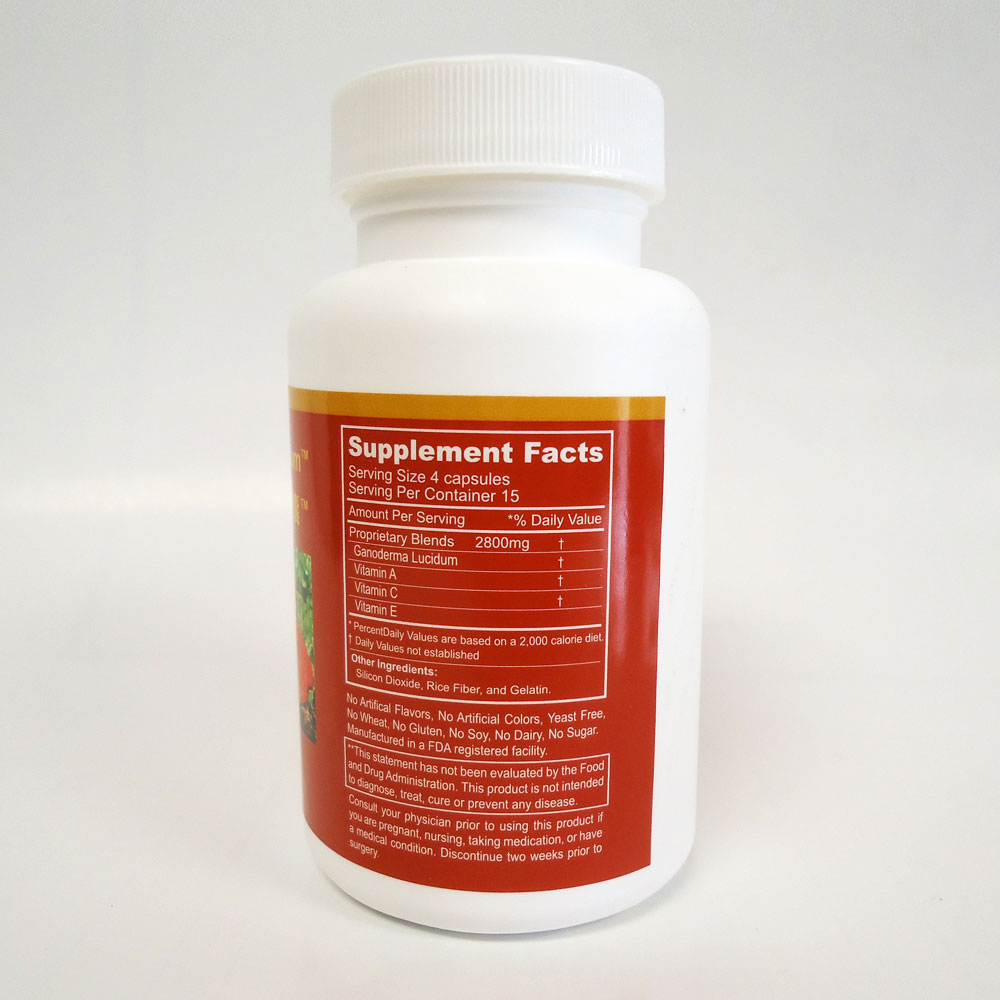 ™
™
Supplement Facts
Serving Size 4 capsules
Serving Per Container 15
Amount Per Serving *% Daily Value
Proprietary Blends 2800mg †
Ganoderma Lucidum †
Vitamin A †
Vitamin C †
Vitamin E
* PercentDaily Values are based on a 2,000 calorie diet.
† Daily Values not established
Other Ingredients:
Silicon Dioxide, Rice Fiber, and Gelatin.
No Artifical Flavors, No Artificial Colors, Yeast Free,
No Wheat, No Gluten, No Soy, No Dairy, No Sugar.
Manufactured in a FDA registered facility.
**This statement has not been evaluated by the Food
and Drug Administration. This product is not intended
to diagnose, treat, cure or prevent any disease.
Consult your physician prior to using this product if
you are pregnant, nursing, taking medication, or have
a medical condition. Discontinue two weeks prior to
surgery.